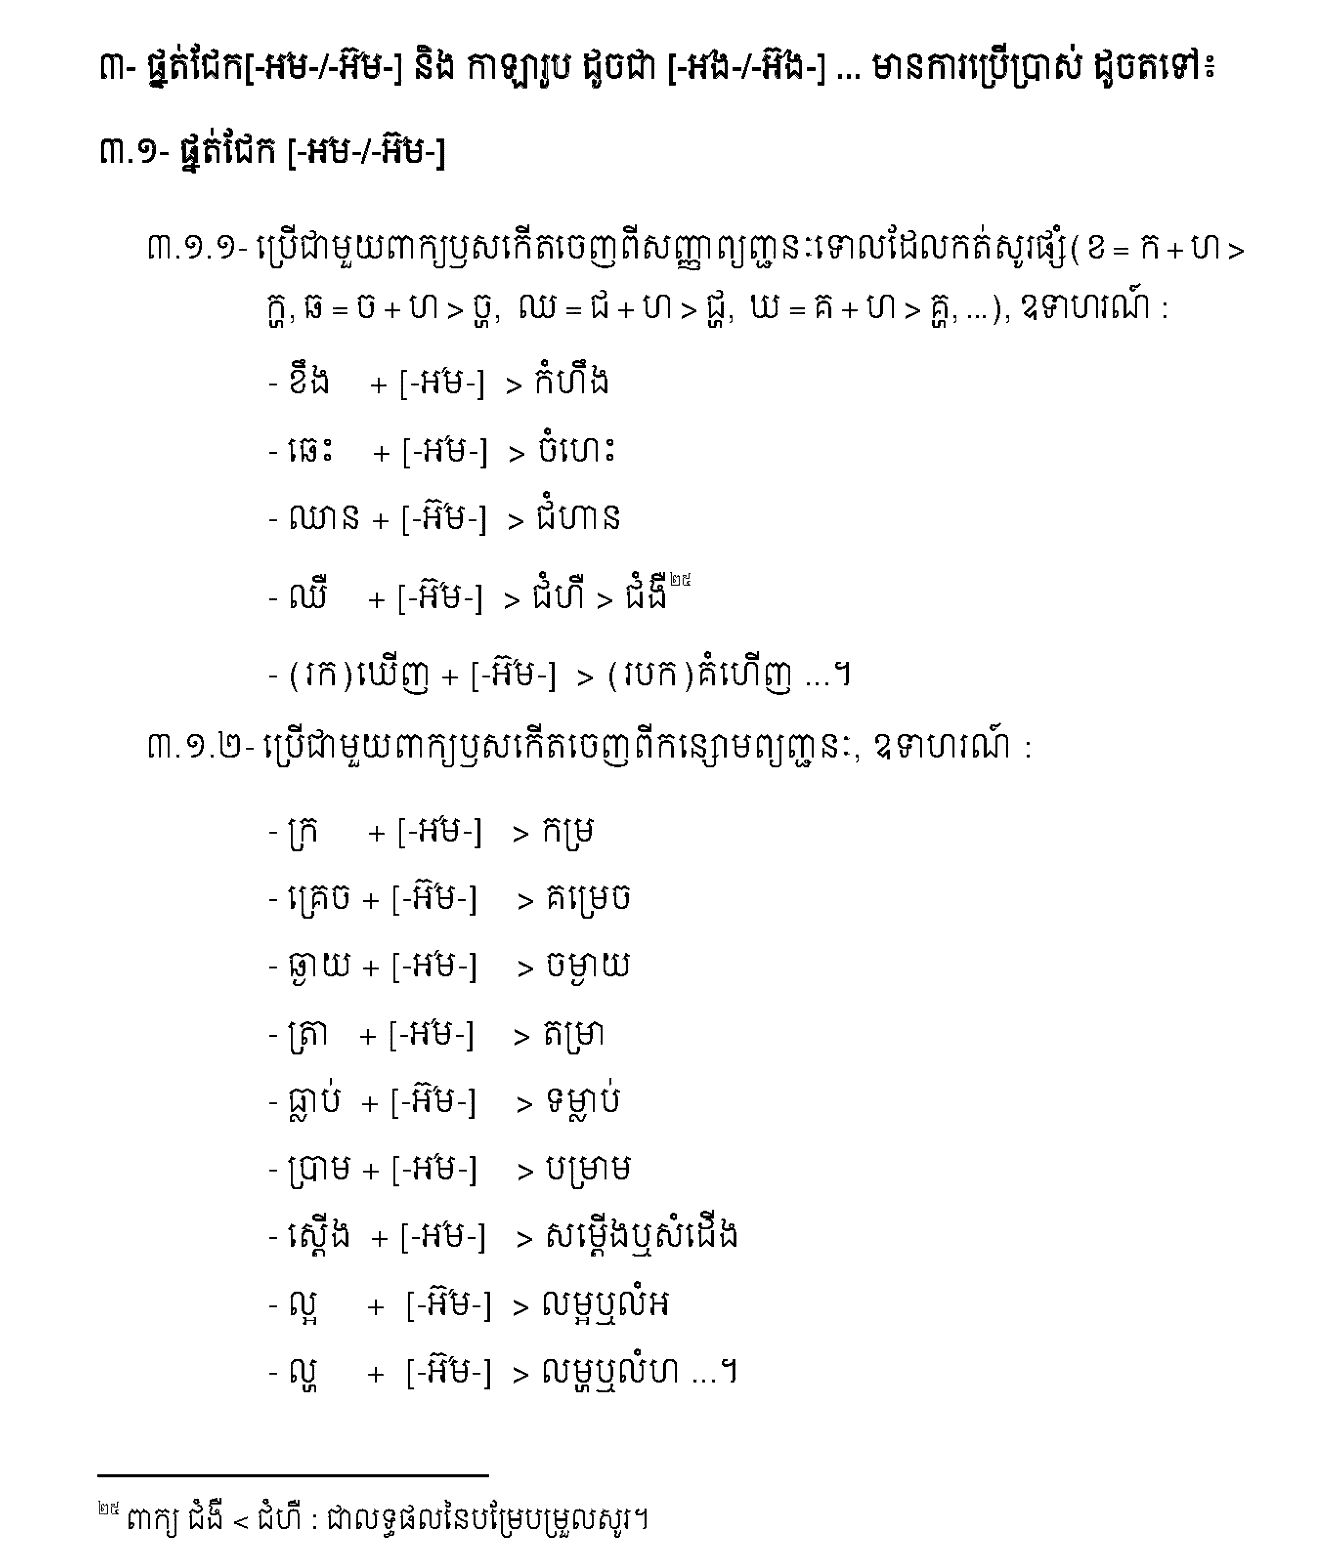 ៣- ផ្នត់ជែក[-អម-/-អ៊ម-] និង កាឡារូប ដូចជា [-អង-/-អ៊ង-] ... មានការប្រើប្រាស់ ដូចតទៅ៖
៣.១- ផ្នត់ជែក [-អម-/-អ៊ម-]
៣.១.១- ប្រើជាមួយពាក្យឫសកើតចេញពីសញ្ញាព្យញ្ជនៈទោលដែលកត់សូរផ្សំ(ខ = ក + ហ >
ក្ហ, ឆ = ច + ហ > ច្ហ, ឈ = ជ + ហ > ជ្ហ, ឃ = គ + ហ > គ្ហ, ...), ឧទាហរណ៍ :
- ខឹង + [-អ់ម-] > កំហឹង
- ឆេះ + [-អ់ម-] > ចំហេះ
- ឈាន + [-អ៊ម-] > ជំហាន
- ឈឺ + [-អ៊ម-] > ជំហឺ > ជំងឺ២៥
- (រក)ឃើញ + [-អ៊ម-] > (របក)គំហើញ ...។
៣.១.២- ប្រើជាមួយពាក្យឫសកើតចេញពីកន្សោមព្យញ្ជនៈ, ឧទាហរណ៍ :
- ក្រ + [-អ់ម-] > កម្រ
- គ្រេច + [-អ៊ម-] > គម្រេច
- ឆ្ងាយ + [-អ់ម-] > ចម្ងាយ
- ត្រា + [-អ់ម-] > តម្រា
- ធ្លាប់ + [-អ៊ម-] > ទម្លាប់
- ប្រាម + [-អ់ម-] > បម្រាម
- ស្ដើង + [-អ់ម-] > សម្ដើងឬសំដើង
- ល្អ + [-អ៊ម-] > លម្អឬលំអ
- ល្ហ + [-អ៊ម-] > លម្ហឬលំហ ...។
២៥ ពាក្យ ជំងឺ < ជំហឺ : ជាលទ្ធផលនៃបម្រែបម្រួលសូរ។